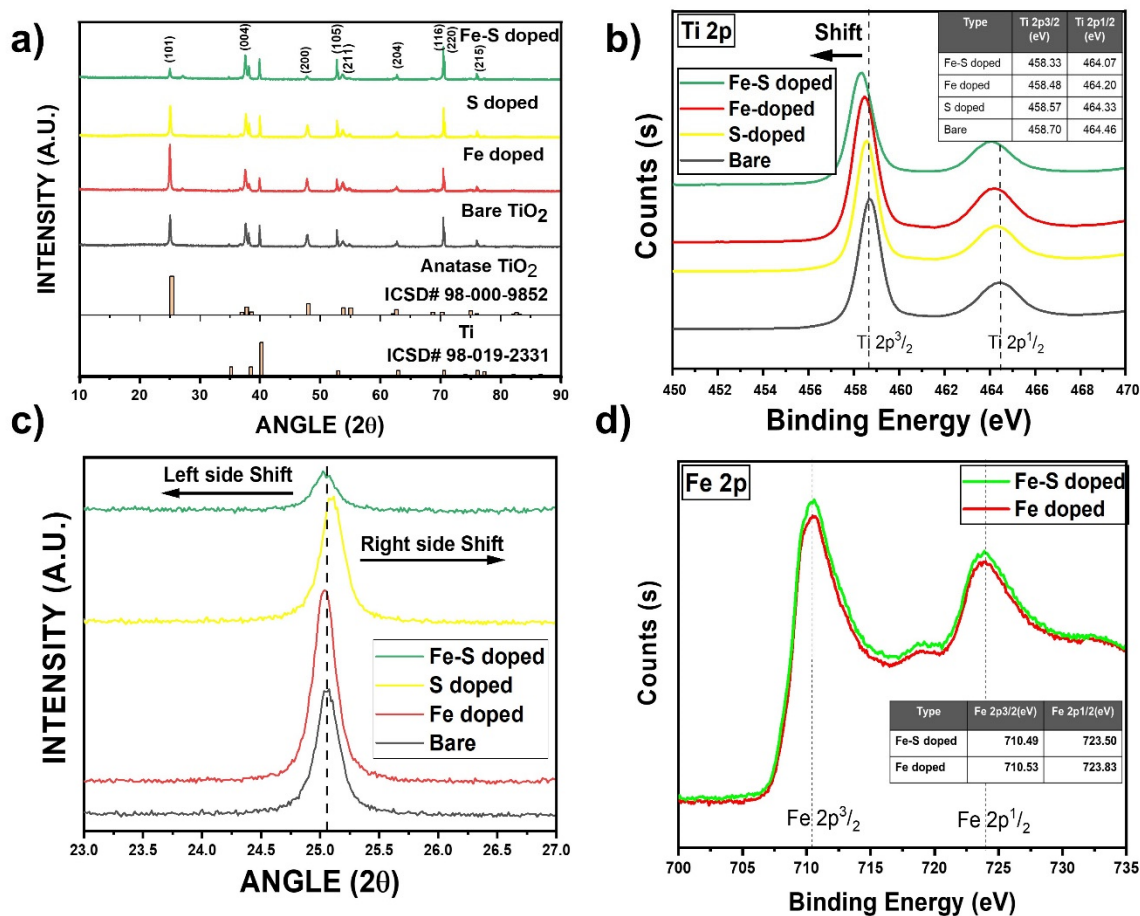 a)
INTENSITY (A.U.)
(101)
(004)
(200)
(105)
(211)
(204)
(116)
(220)
(215)
Fe-S doped
S doped
Fe doped
Bare TiO2
Anatase TiO2
ICSD# 98-000-9852
Ti
ICSD# 98-019-2331
10 20 30 40 50 60 70 80 90
ANGLE (2θ)
b)
Ti 2p
Shift
Fe-S doped
Fe-doped
S-doped
Bare
Type Ti 2p3/2 (eV) Ti 2p1/2 (eV)
Fe-S doped 458.33 464.07
Fe doped 458.48 464.20
S doped 458.57 464.33
Bare 458.70 464.46
Counts (s)
Ti 2p3/2 Ti 2p1/2
450 452 454 456 458 460 462 464 466 468 470
Binding Energy (eV)
c)
Left side Shift
Right side Shift
INTENSITY (A.U.)
Fe-S doped
S doped
Fe doped
Bare
23.0 23.5 24.0 24.5 25.0 25.5 26.0 26.5 27.0
ANGLE (2θ)
d)
Fe 2p
Fe-S doped
Fe doped
Counts (s)
Type Fe 2p3/2(eV) Fe 2p1/2(eV)
Fe-S doped 710.49 723.50
Fe doped 710.53 723.83
Fe 2p3/2 Fe 2p1/2
700 705 710 715 720 725 730 735
Binding Energy (eV)